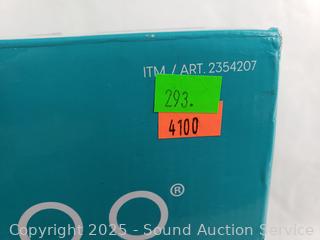 ITM / ART. 2354207
293.
4100
®
Copyright 2025 - Sound Auction Service